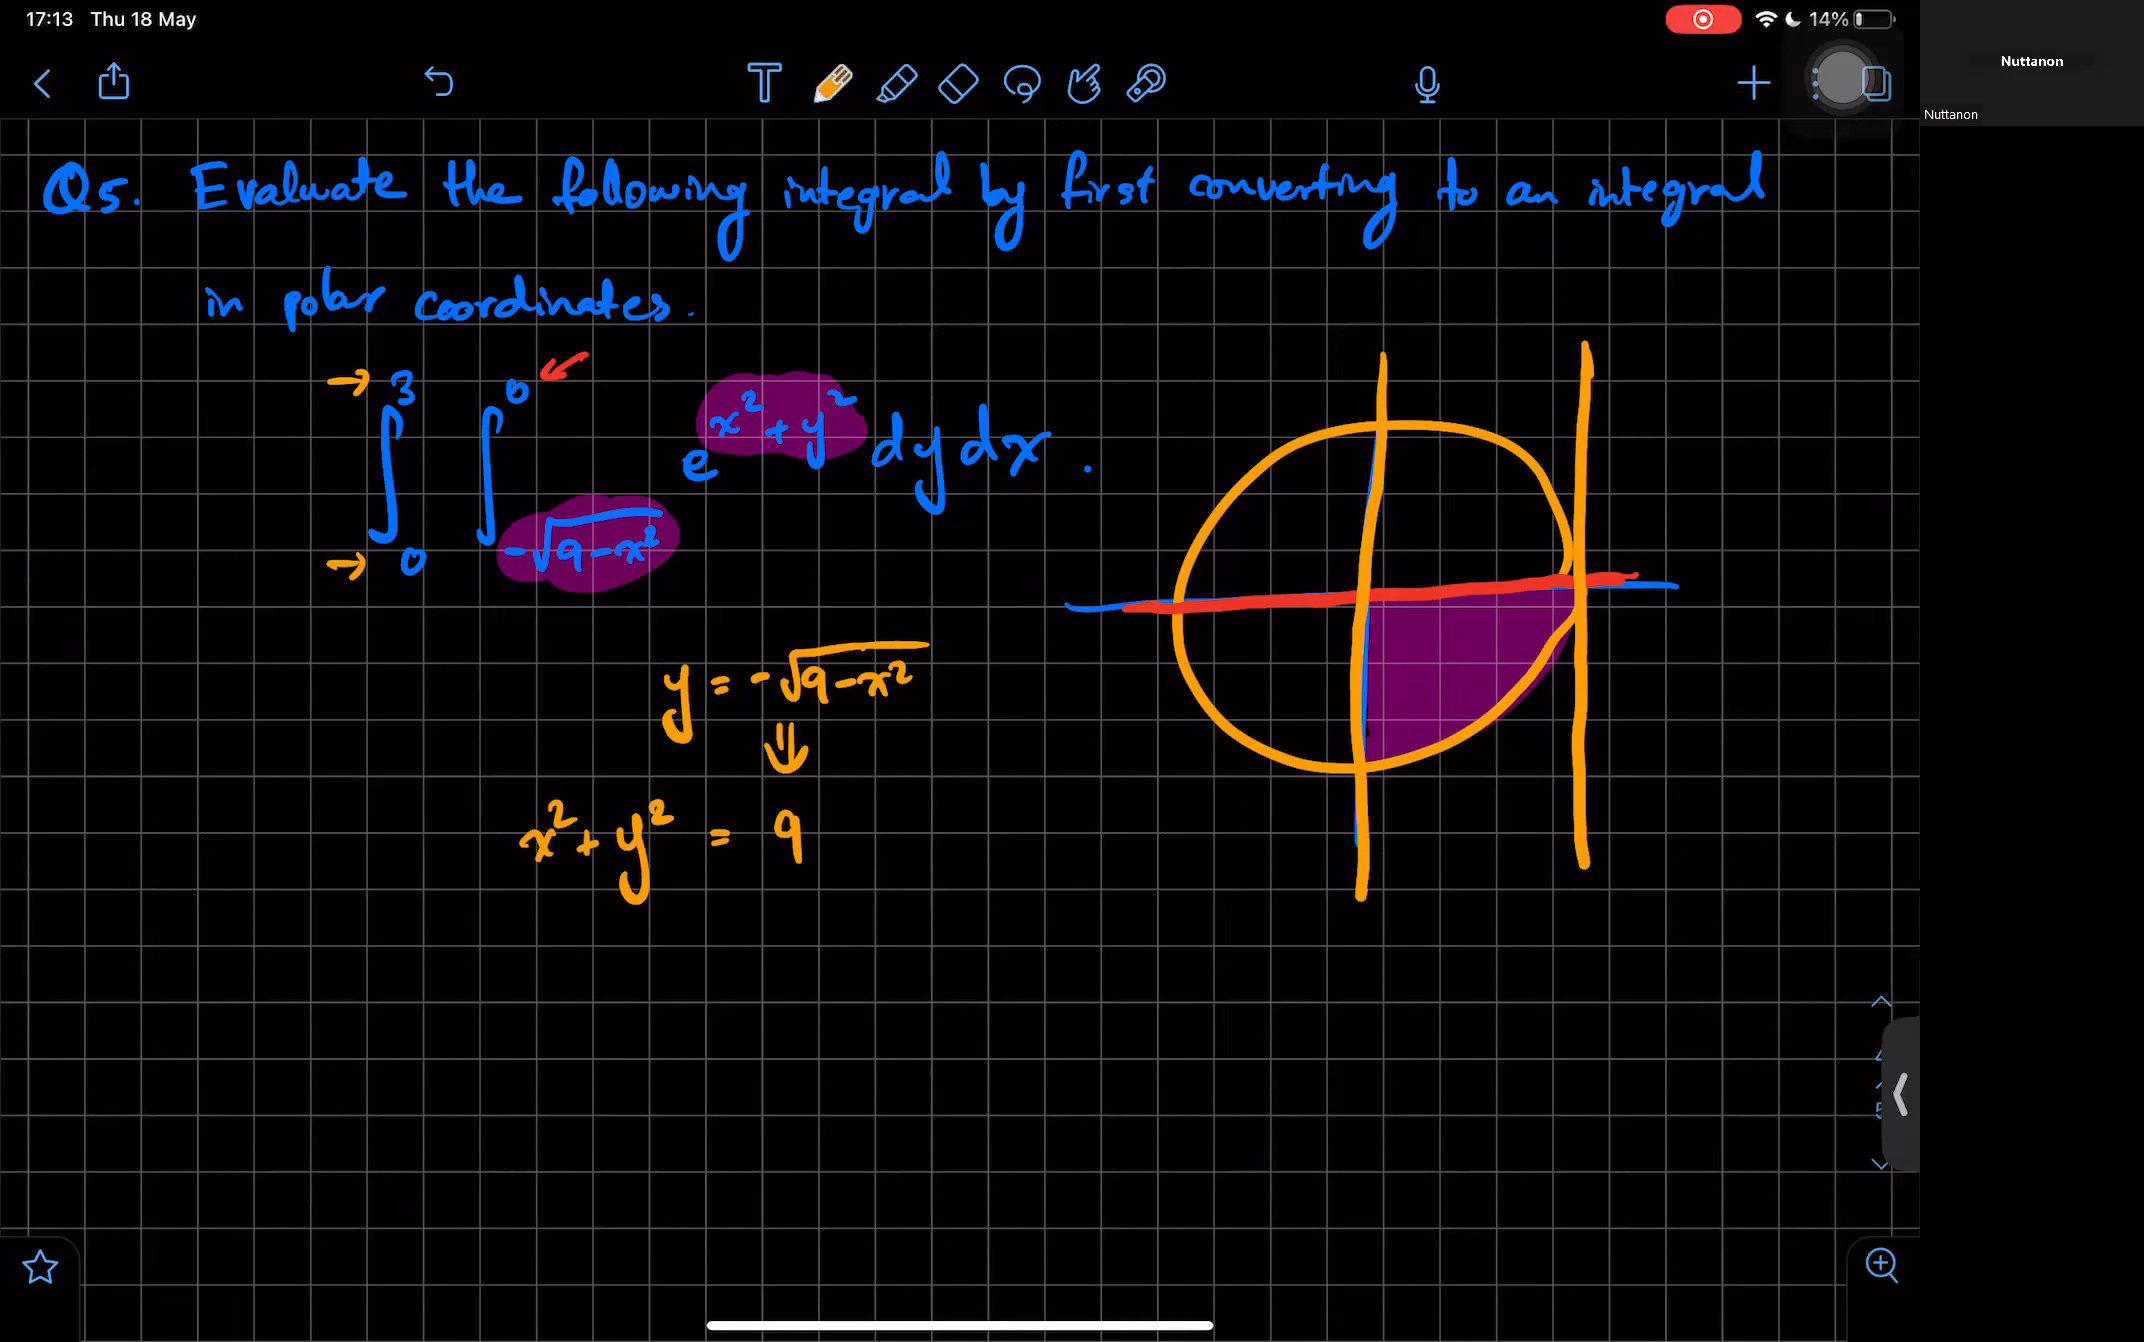 17:13 Thu 18 May
14%
Nuttanon
Nuttanon
Q5. Evaluate the following integral by first converting to an integral
in polar coordinates.
→ ∫₀³ ∫_{-√(9-x²)}^0 e^{x²+y²} dy dx .
y = -√(9-x²)
⇓
x² + y² = 9